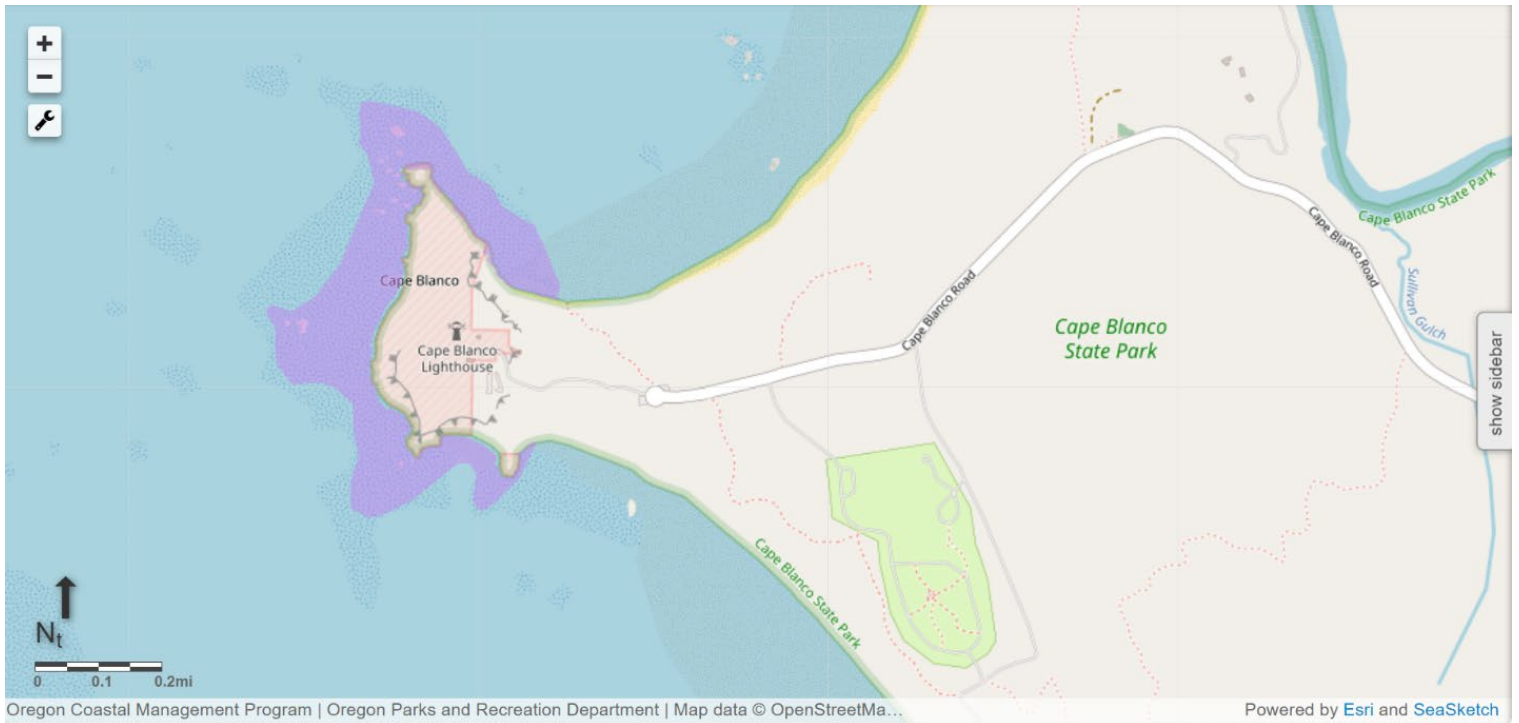 +
−
Cape Blanco State Park
Cape Blanco Road
Cape Blanco
Cape Blanco Road
Sullivan Gulch
Cape Blanco
State Park
Cape Blanco
Lighthouse
show sidebar
Cape Blanco State Park
Nt
0 0.1 0.2mi
Oregon Coastal Management Program | Oregon Parks and Recreation Department | Map data © OpenStreetMa... Powered by Esri and SeaSketch